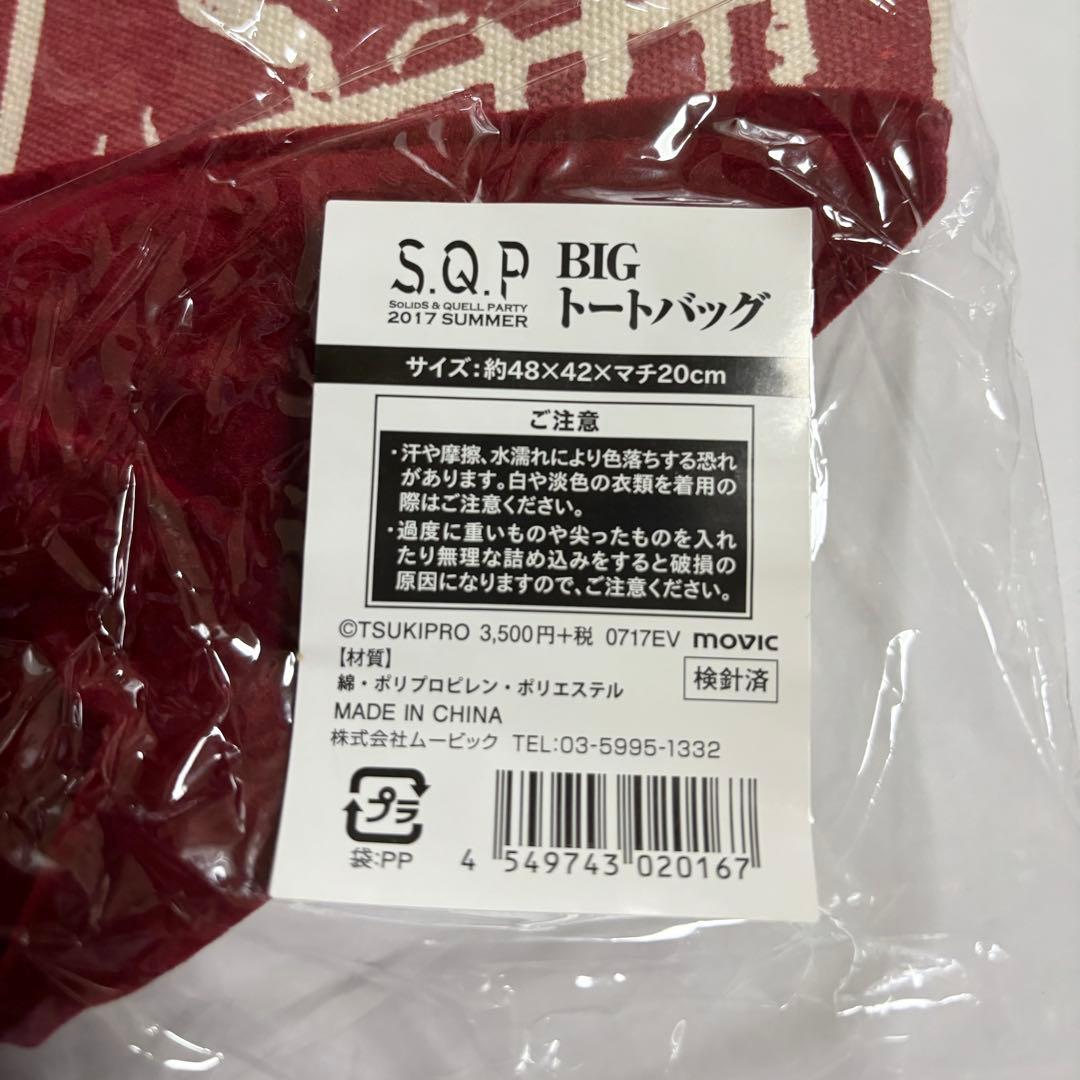 S.Q.P
SOLIDS & QUELL PARTY
2017 SUMMER
BIG
トートバッグ
サイズ:約48×42×マチ20cm
ご注意
・汗や摩擦、水濡れにより色落ちする恐れ
があります。白や淡色の衣類を着用の
際はご注意ください。
・過度に重いものや尖ったものを入れ
たり無理な詰め込みをすると破損の
原因になりますので、ご注意ください。
©TSUKIPRO 3,500円+税 0717EV movic
【材質】
綿・ポリプロピレン・ポリエステル
検針済
MADE IN CHINA
株式会社ムービック TEL:03-5995-1332
プラ
袋:PP
4 549743 020167